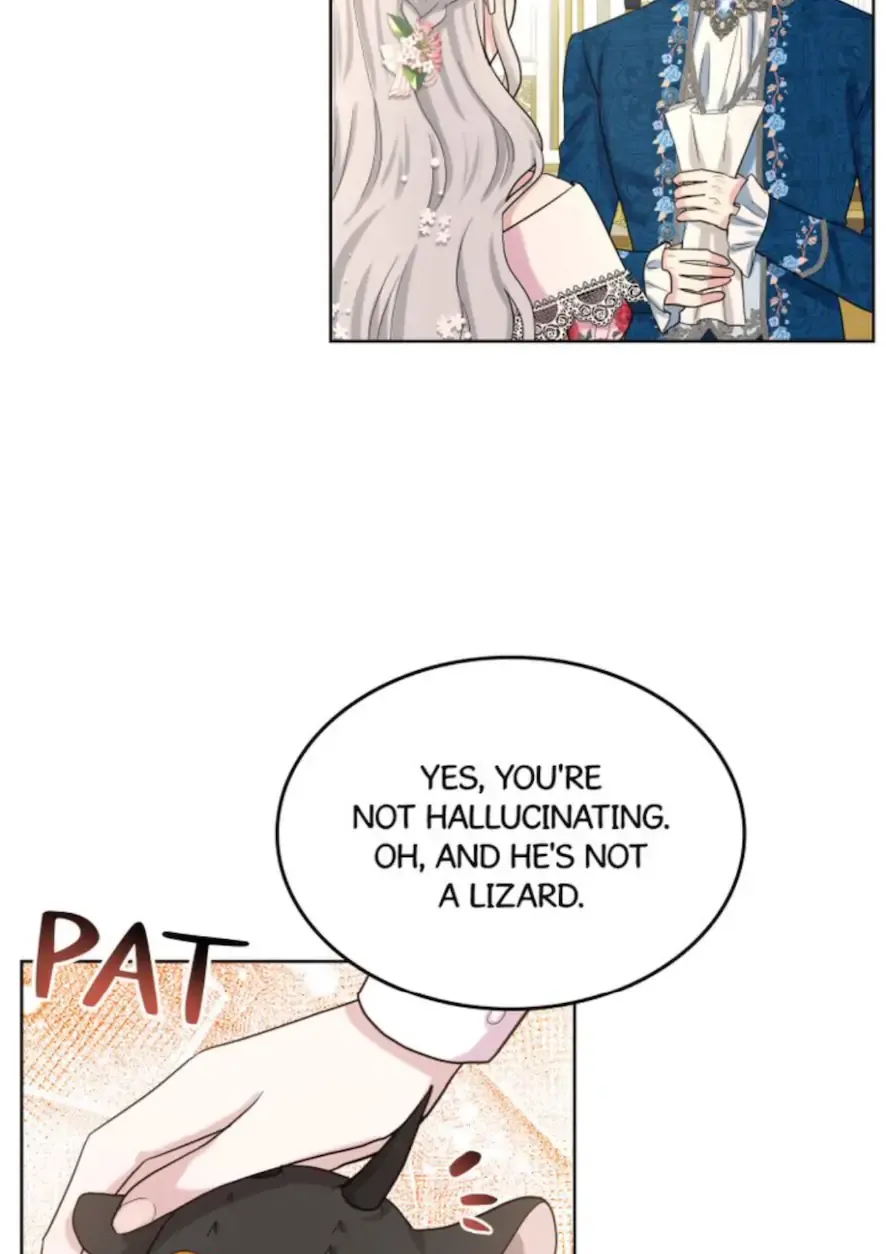 YES, YOU'RE
NOT HALLUCINATING.
OH, AND HE'S NOT
A LIZARD.
PAT